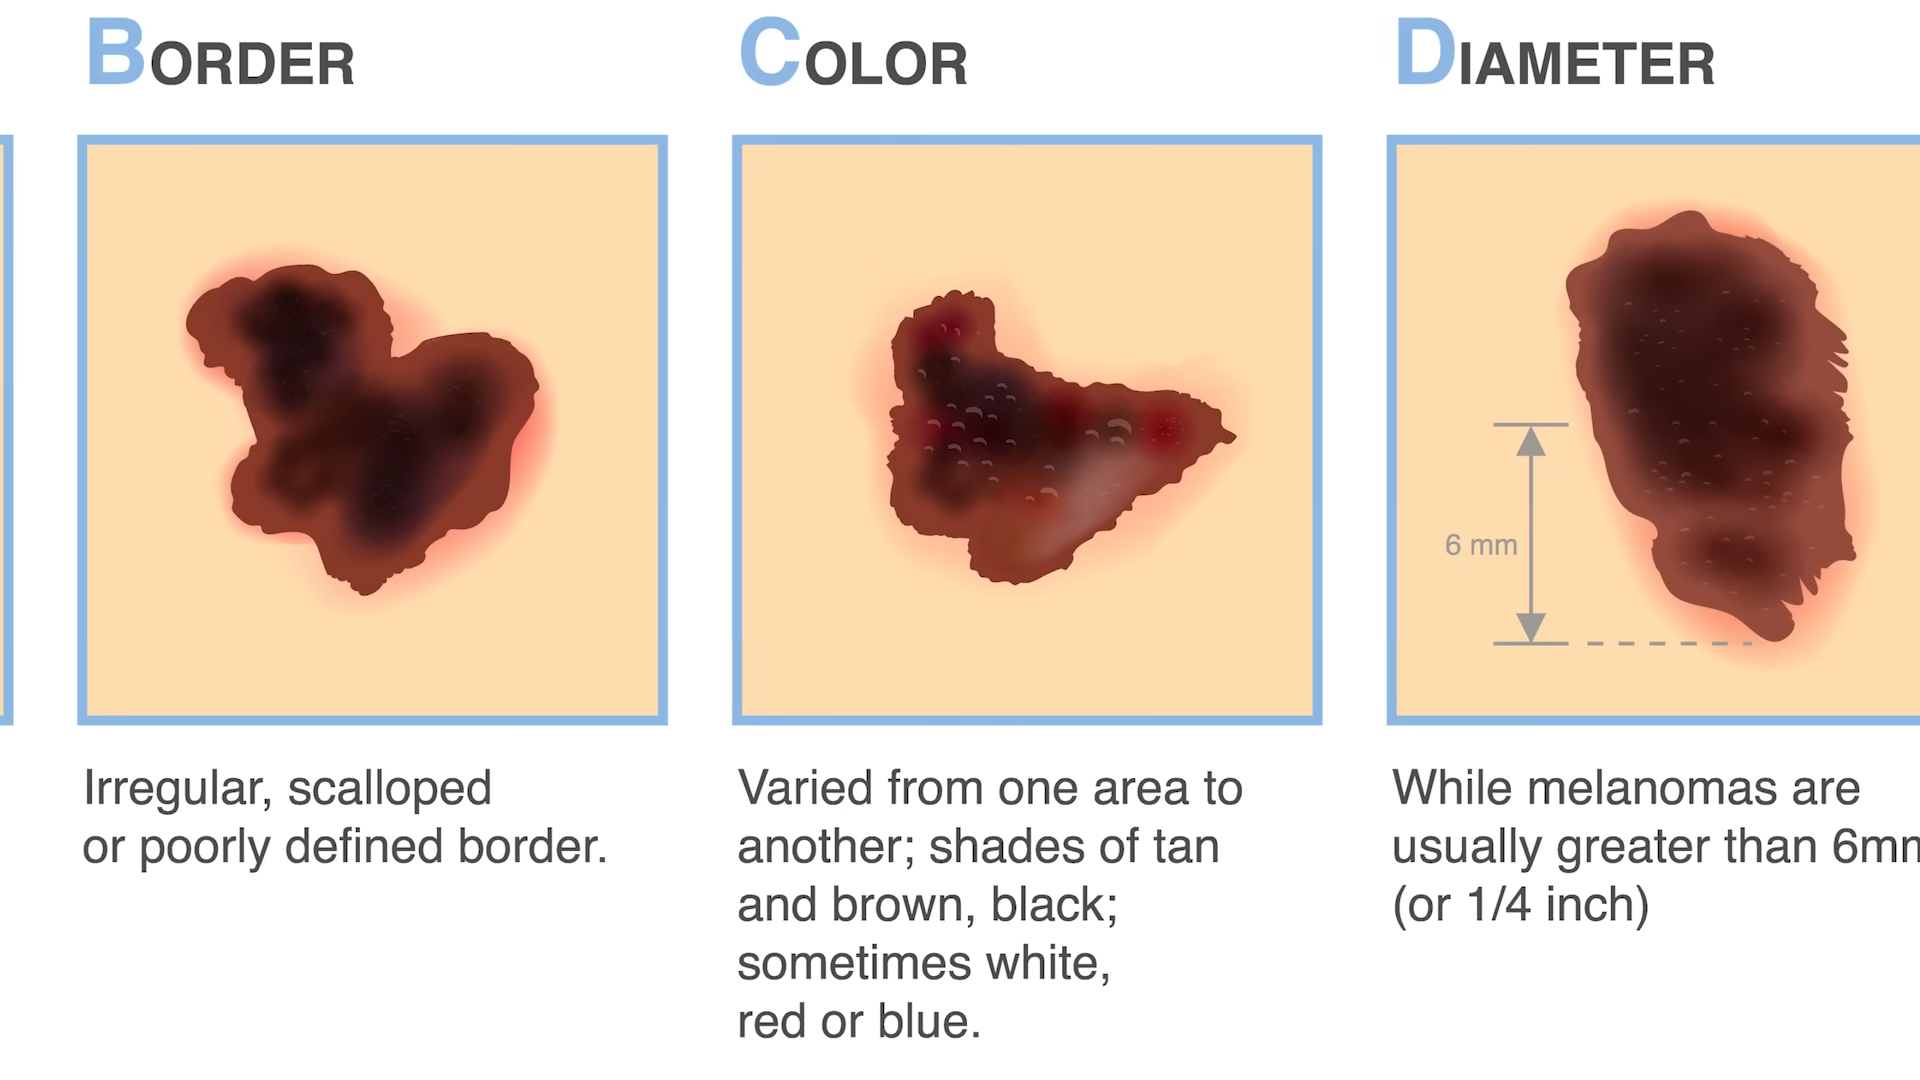 BORDER
COLOR
DIAMETER
6 mm
Irregular, scalloped
or poorly defined border.
Varied from one area to
another; shades of tan
and brown, black;
sometimes white,
red or blue.
While melanomas are
usually greater than 6mm
(or 1/4 inch)